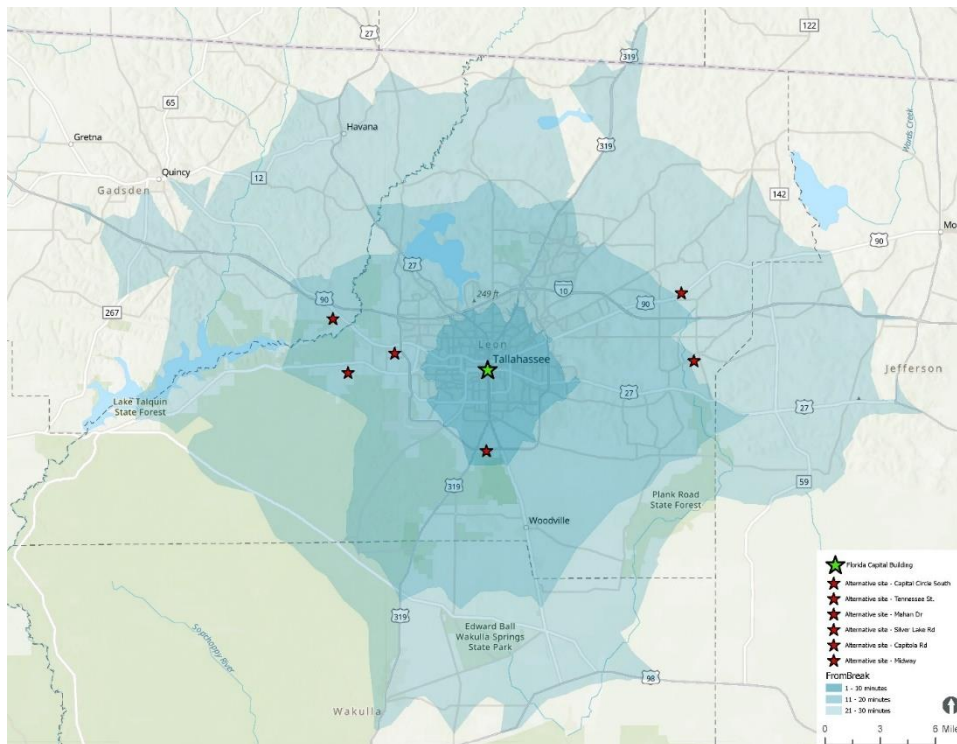 27
122
319
65
Havana
Gretna
319
Quincy
Wards Creek
Gadsden
12
142
90
Mo
27
10
249 ft
90
90
267
Leon
Tallahassee
Jefferson
27
27
Lake Talquin
State Forest
59
319
Plank Road
State Forest
Woodville
Florida Capital Building
Alternative site - Capital Circle South
Alternative site - Tennessee St.
Alternative site - Mahan Dr
Alternative site - Silver Lake Rd
Alternative site - Capitola Rd
Alternative site - Midway
319
Edward Ball
Wakulla Springs
State Park
Sopchoppy River
98
FromBreak
1 - 10 minutes
11 - 20 minutes
21 - 30 minutes
Wakulla
0 3 6 Mile